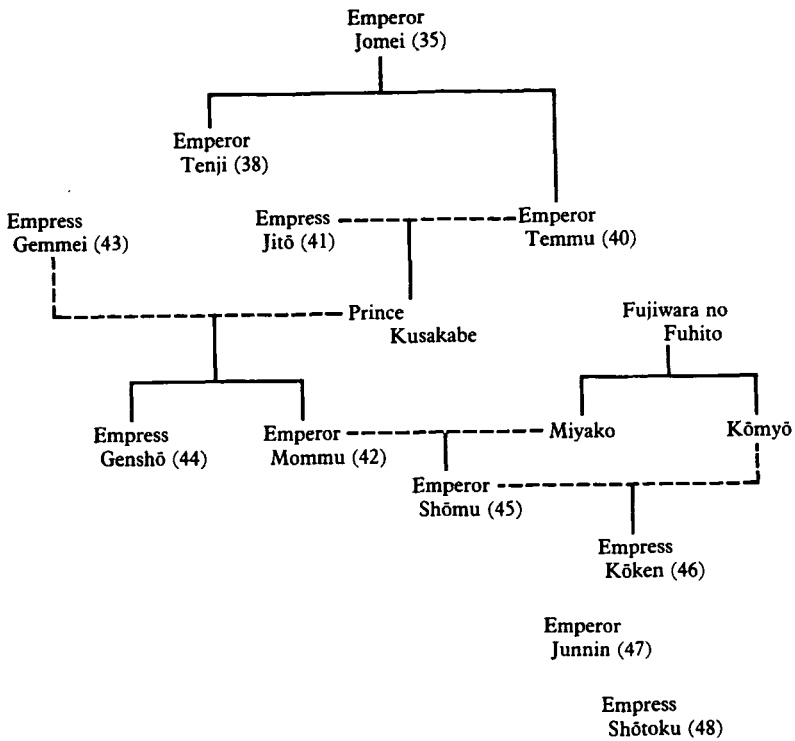 Emperor
Jomei (35)
Emperor
Tenji (38)
Empress
Gemmei (43)
Empress
Jitō (41)
Emperor
Temmu (40)
Prince
Kusakabe
Fujiwara no
Fuhito
Empress
Genshō (44)
Emperor
Mommu (42)
Miyako
Kōmyō
Emperor
Shōmu (45)
Empress
Kōken (46)
Emperor
Junnin (47)
Empress
Shōtoku (48)